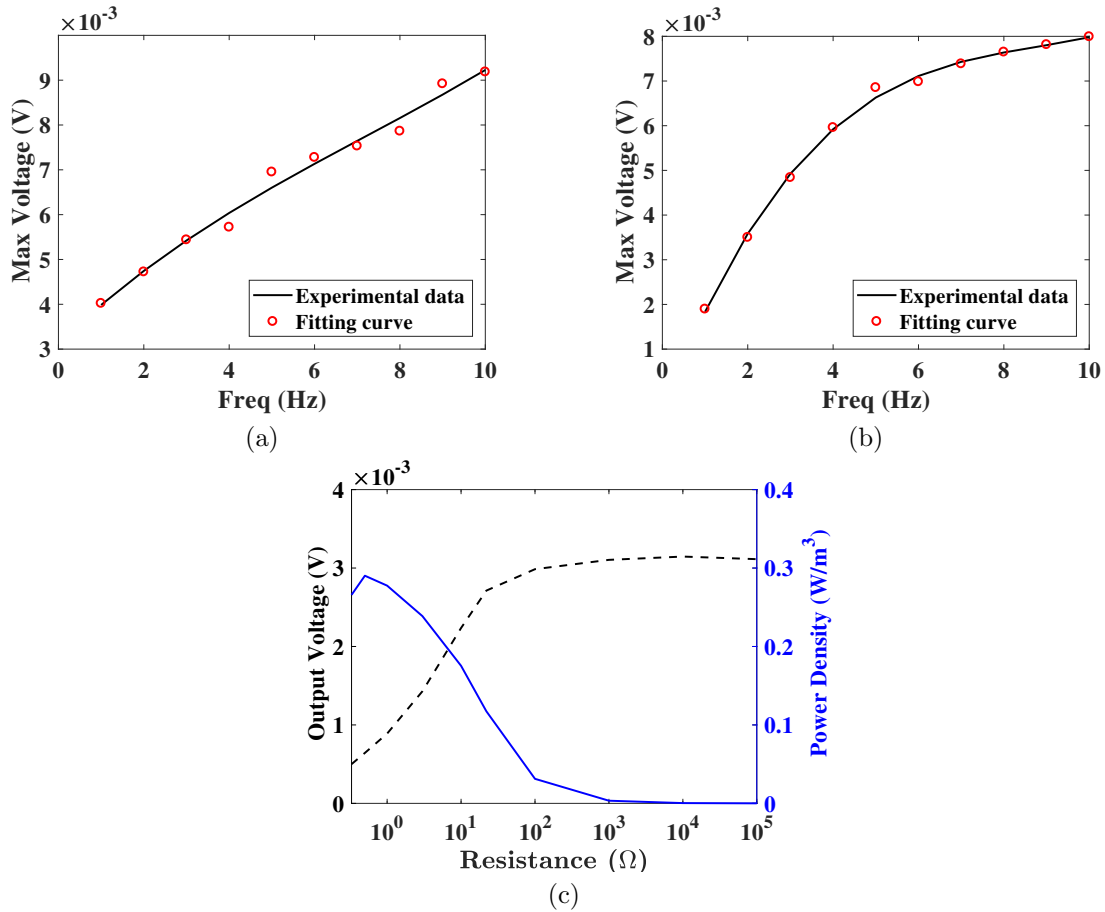 ×10⁻³
Max Voltage (V)
9
8
7
6
5
4
3
0 2 4 6 8 10
Freq (Hz)
Experimental data
Fitting curve
(a)
×10⁻³
Max Voltage (V)
8
7
6
5
4
3
2
1
0 2 4 6 8 10
Freq (Hz)
Experimental data
Fitting curve
(b)
×10⁻³
Output Voltage (V)
4
3
2
1
0
0.4
0.3
0.2
0.1
0
Power Density (W/m³)
10⁰ 10¹ 10² 10³ 10⁴ 10⁵
Resistance (Ω)
(c)